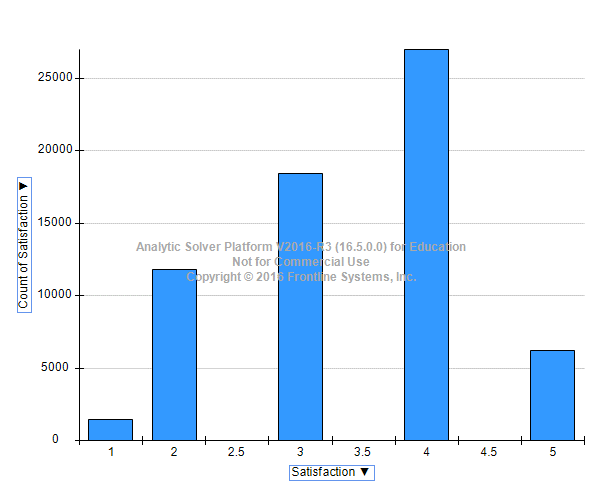 25000
20000
15000
10000
5000
0
Count of Satisfaction ▼
Analytic Solver Platform V2016-R3 (16.5.0.0) for Education
Not for Commercial Use
Copyright © 2016 Frontline Systems, Inc.
1 2 2.5 3 3.5 4 4.5 5
Satisfaction ▼